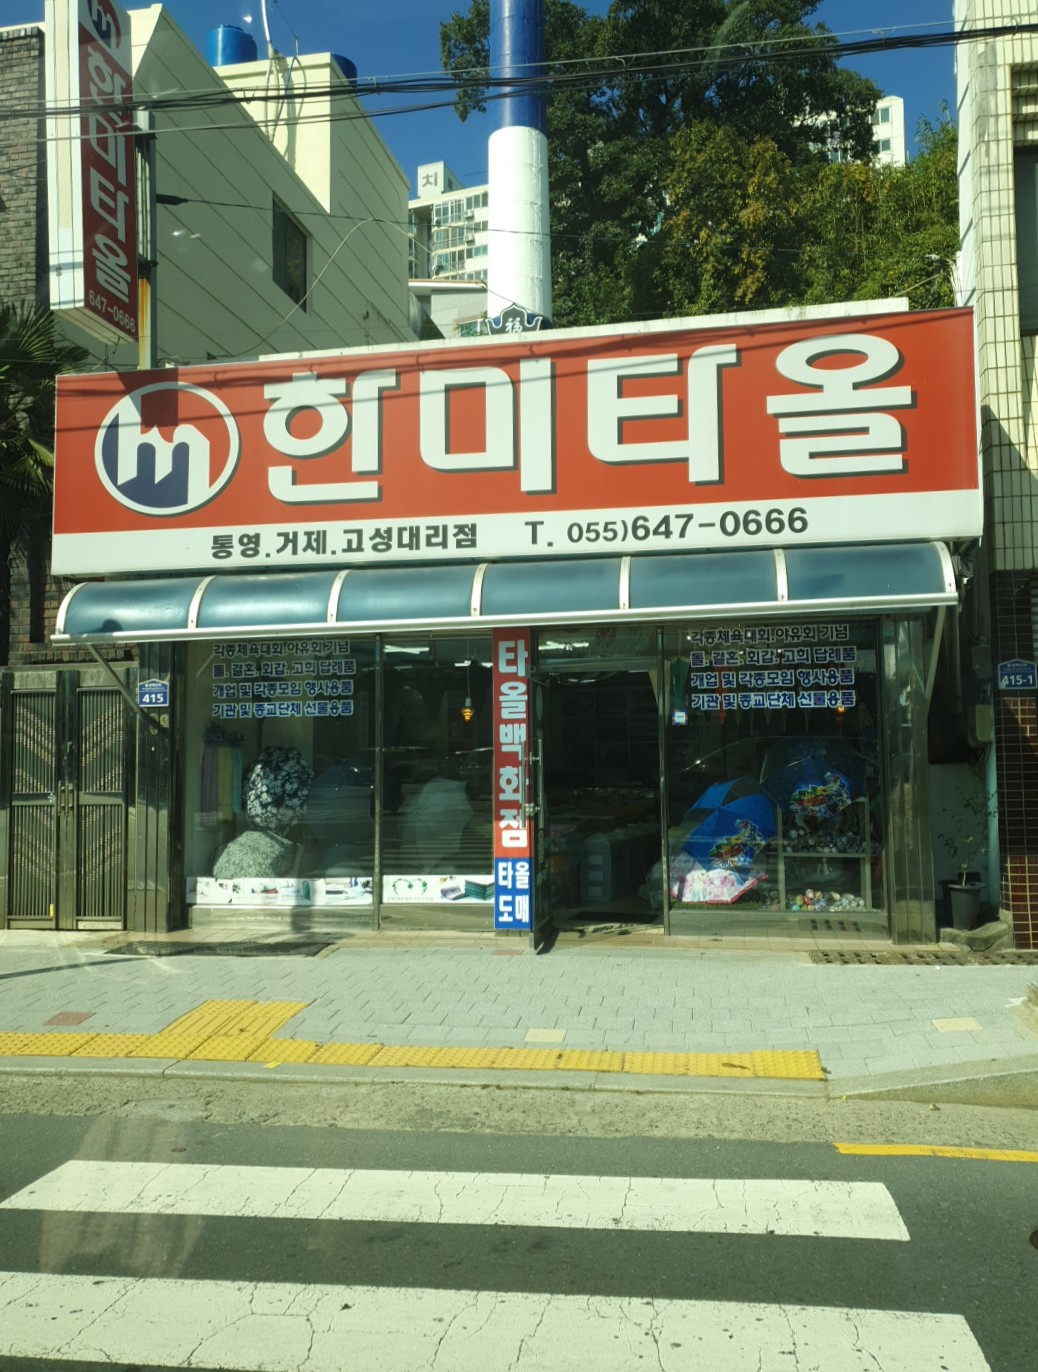 한미타올
647-0666
치
福
m
한미타올
통영.거제.고성대리점 T. 055)647-0666
각종체육대회.야유회 기념
품.결혼.회갑.고희 답례품
개업 및 각종모임 행사용품
기관 및 종교단체 선물용품
타올백화점
타올
도매
각종체육대회.야유회 기념
품.결혼.회갑.고희 답례품
개업 및 각종모임 행사용품
기관 및 종교단체 선물용품
415
415-1